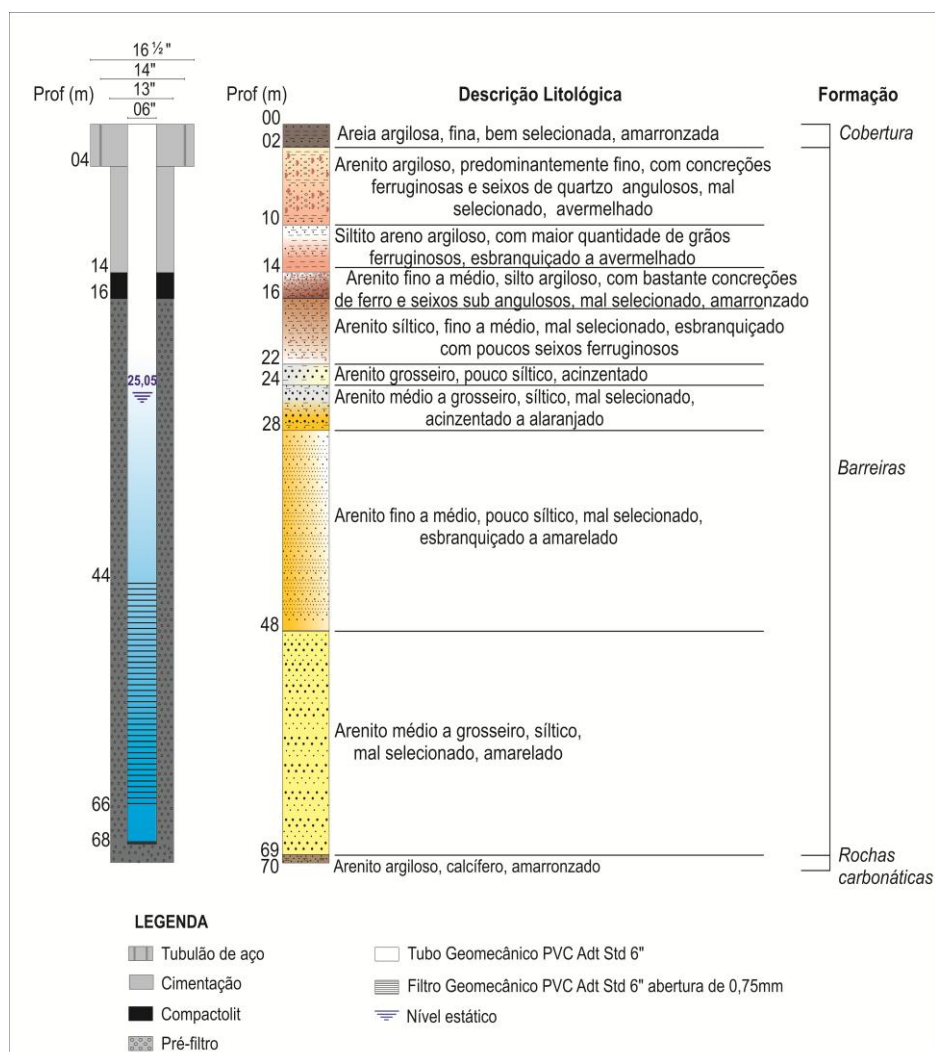 16 ½"
14"
13"
06"
Prof (m)
04
14
16
25,05
44
66
68
Prof (m)
Descrição Litológica
Formação
00
02
10
14
16
22
24
28
48
69
70
Areia argilosa, fina, bem selecionada, amarronzada
Arenito argiloso, predominantemente fino, com concreções
ferruginosas e seixos de quartzo angulosos, mal
selecionado, avermelhado
Siltito areno argiloso, com maior quantidade de grãos
ferruginosos, esbranquiçado a avermelhado
Arenito fino a médio, silto argiloso, com bastante concreções
de ferro e seixos sub angulosos, mal selecionado, amarronzado
Arenito síltico, fino a médio, mal selecionado, esbranquiçado
com poucos seixos ferruginosos
Arenito grosseiro, pouco síltico, acinzentado
Arenito médio a grosseiro, síltico, mal selecionado,
acinzentado a alaranjado
Arenito fino a médio, pouco síltico, mal selecionado,
esbranquiçado a amarelado
Arenito médio a grosseiro, síltico,
mal selecionado, amarelado
Arenito argiloso, calcífero, amarronzado
Cobertura
Barreiras
Rochas
carbonáticas
LEGENDA
Tubulão de aço
Cimentação
Compactolit
Pré-filtro
Tubo Geomecânico PVC Adt Std 6"
Filtro Geomecânico PVC Adt Std 6" abertura de 0,75mm
Nível estático